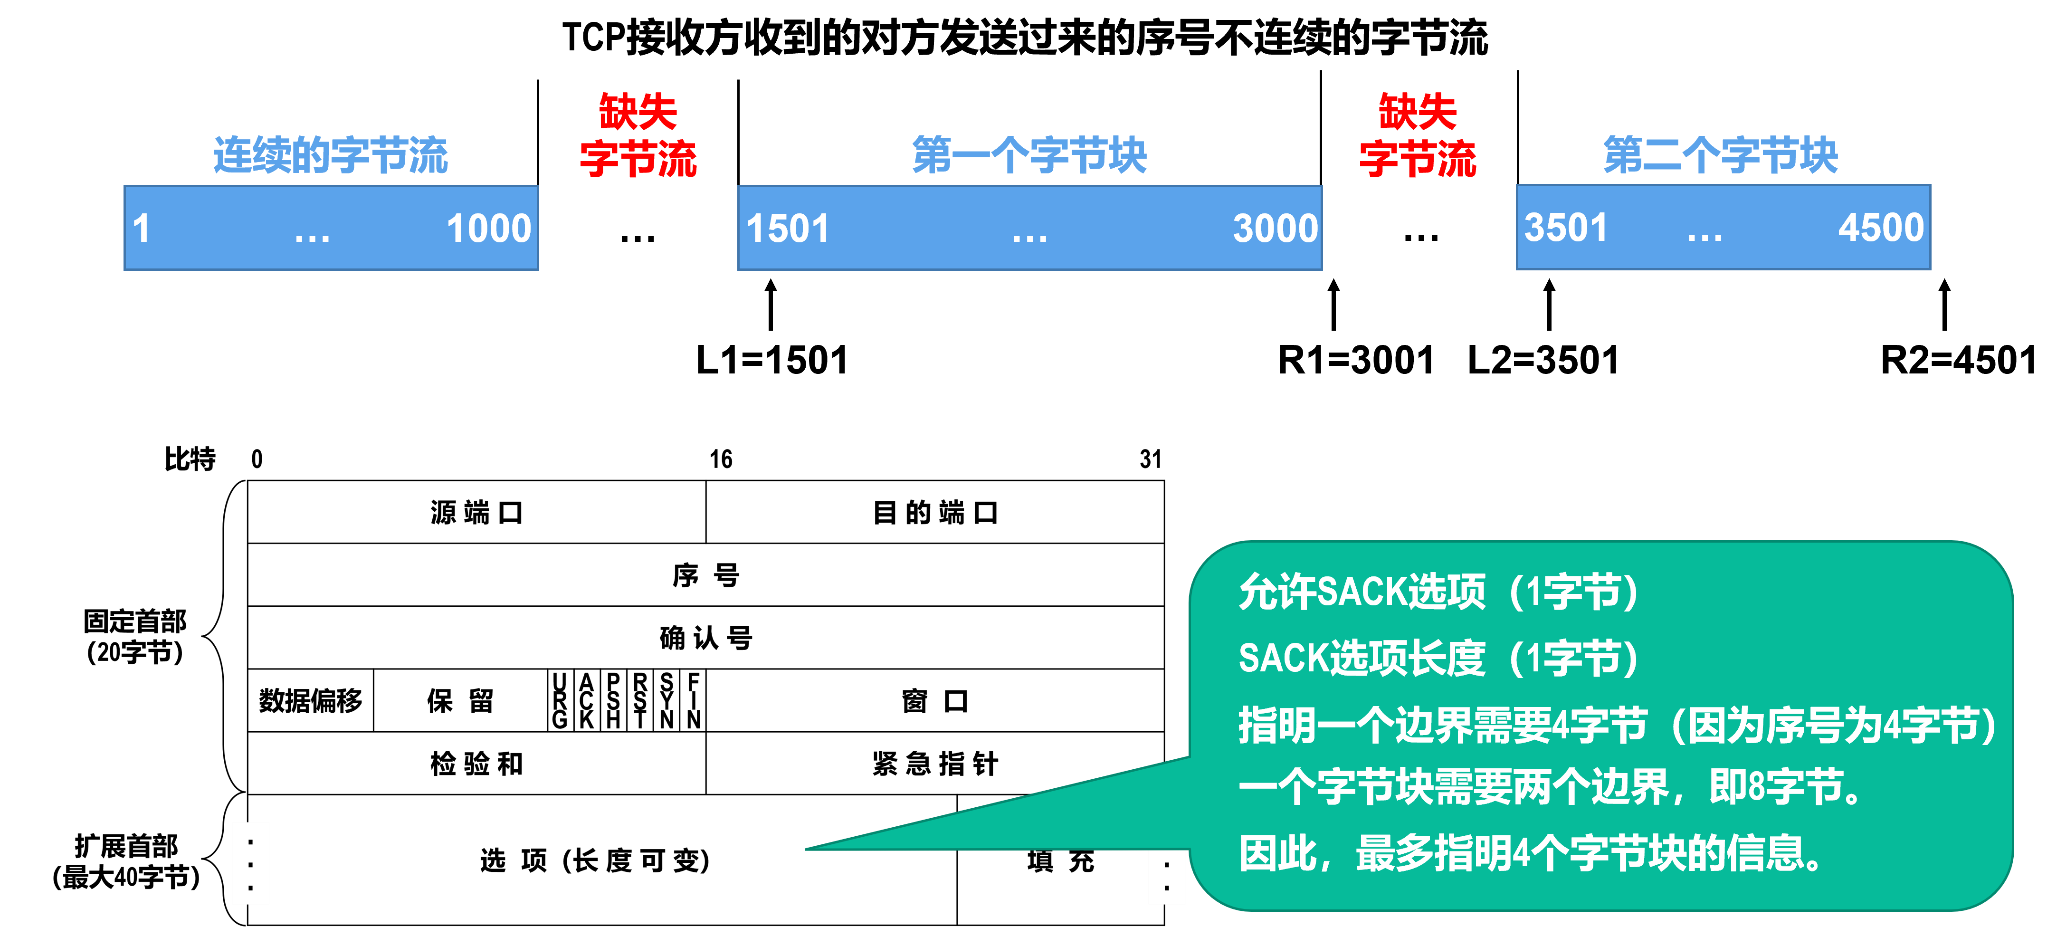 TCP接收方收到的对方发送过来的序号不连续的字节流
连续的字节流
缺失
字节流
第一个字节块
缺失
字节流
第二个字节块
1 … 1000 … 1501 … 3000 … 3501 … 4500
L1=1501 R1=3001 L2=3501 R2=4501
比特 0 16 31
源端口 目的端口
序号
确认号
固定首部
(20字节)
数据偏移 保留 URG ACK PSH RST SYN FIN 窗口
检验和 紧急指针
扩展首部
(最大40字节)
选项(长度可变) 填充
允许SACK选项（1字节）
SACK选项长度（1字节）
指明一个边界需要4字节（因为序号为4字节）
一个字节块需要两个边界，即8字节。
因此，最多指明4个字节块的信息。